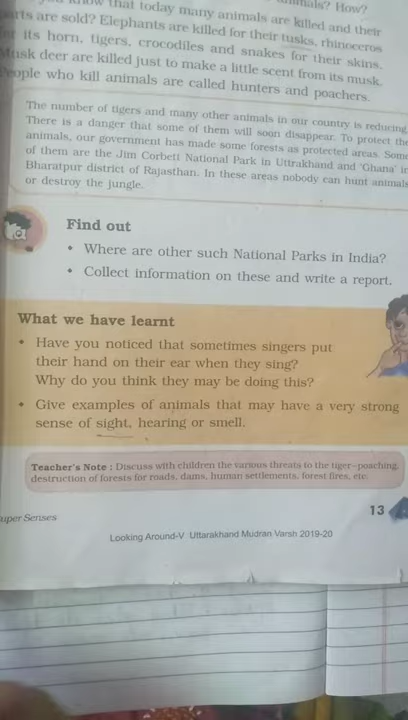 that today many animals are killed and their
parts are sold? Elephants are killed for their tusks, rhinoceros
for its horn, tigers, crocodiles and snakes for their skins.
Musk deer are killed just to make a little scent from its musk.
People who kill animals are called hunters and poachers.
The number of tigers and many other animals in our country is reducing.
There is a danger that some of them will soon disappear. To protect the
animals, our government has made some forests as protected areas. Some
of them are the Jim Corbett National Park in Uttrakhand and 'Ghana' in
Bharatpur district of Rajasthan. In these areas nobody can hunt animals
or destroy the jungle.
Find out
• Where are other such National Parks in India?
• Collect information on these and write a report.
What we have learnt
• Have you noticed that sometimes singers put
their hand on their ear when they sing?
Why do you think they may be doing this?
• Give examples of animals that may have a very strong
sense of sight, hearing or smell.
Teacher's Note : Discuss with children the various threats to the tiger–poaching,
destruction of forests for roads, dams, human settlements, forest fires, etc.
uper Senses
13
Looking Around-V Uttarakhand Mudran Varsh 2019-20